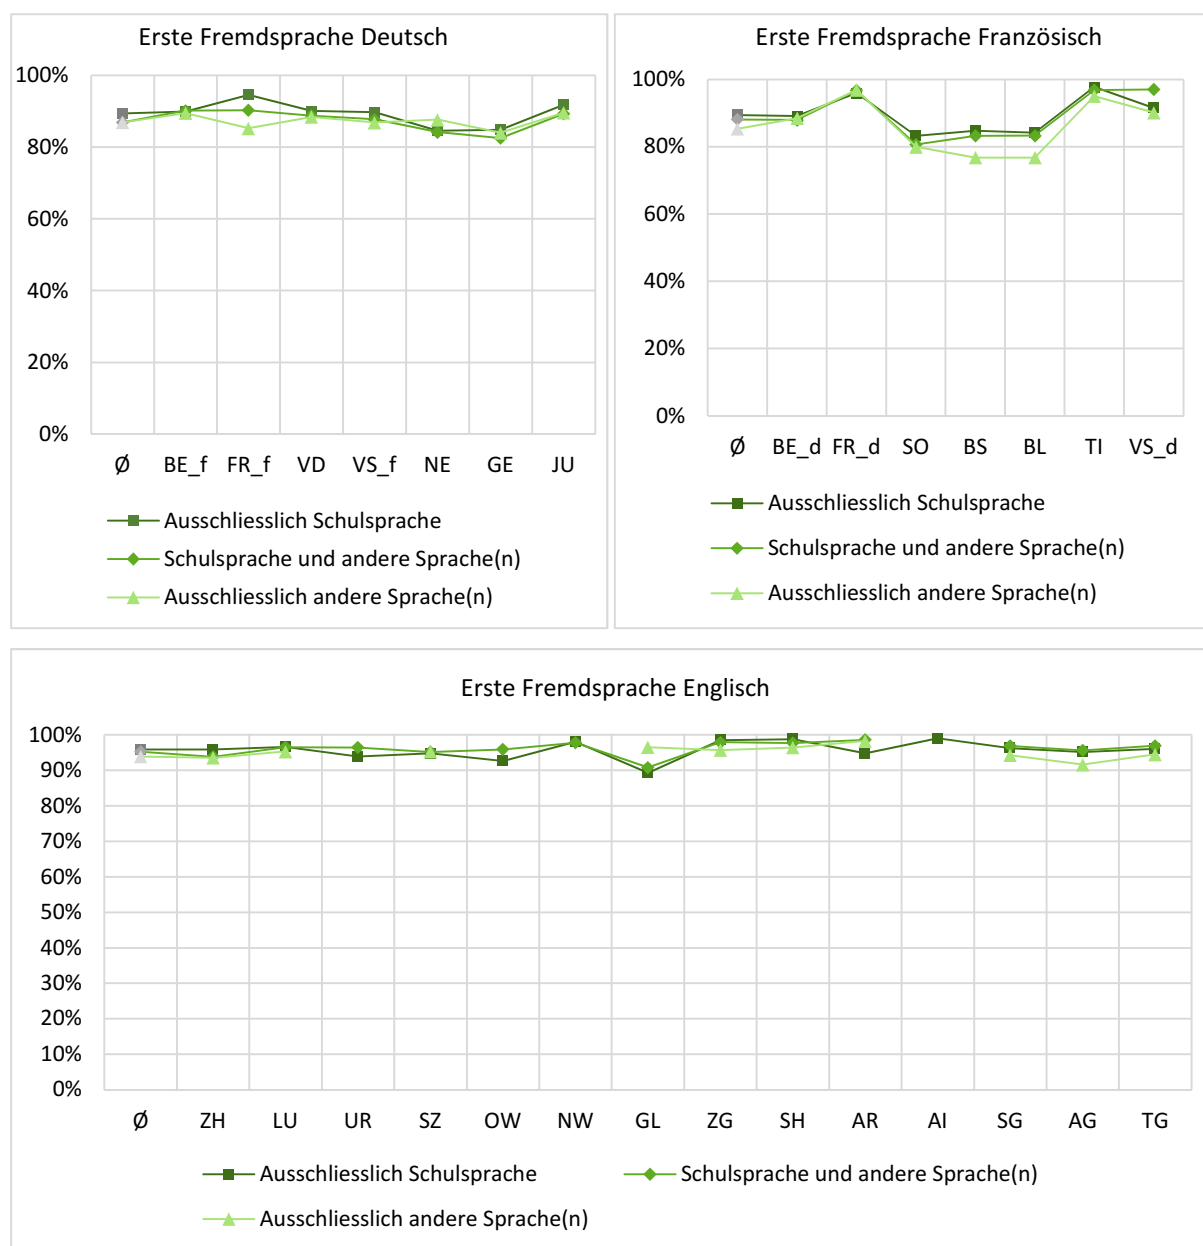 Erste Fremdsprache Deutsch
100%
80%
60%
40%
20%
0%
Ø BE_f FR_f VD VS_f NE GE JU
Ausschliesslich Schulsprache
Schulsprache und andere Sprache(n)
Ausschliesslich andere Sprache(n)
Erste Fremdsprache Französisch
100%
80%
60%
40%
20%
0%
Ø BE_d FR_d SO BS BL TI VS_d
Ausschliesslich Schulsprache
Schulsprache und andere Sprache(n)
Ausschliesslich andere Sprache(n)
Erste Fremdsprache Englisch
100%
90%
80%
70%
60%
50%
40%
30%
20%
10%
0%
Ø ZH LU UR SZ OW NW GL ZG SH AR AI SG AG TG
Ausschliesslich Schulsprache Schulsprache und andere Sprache(n)
Ausschliesslich andere Sprache(n)